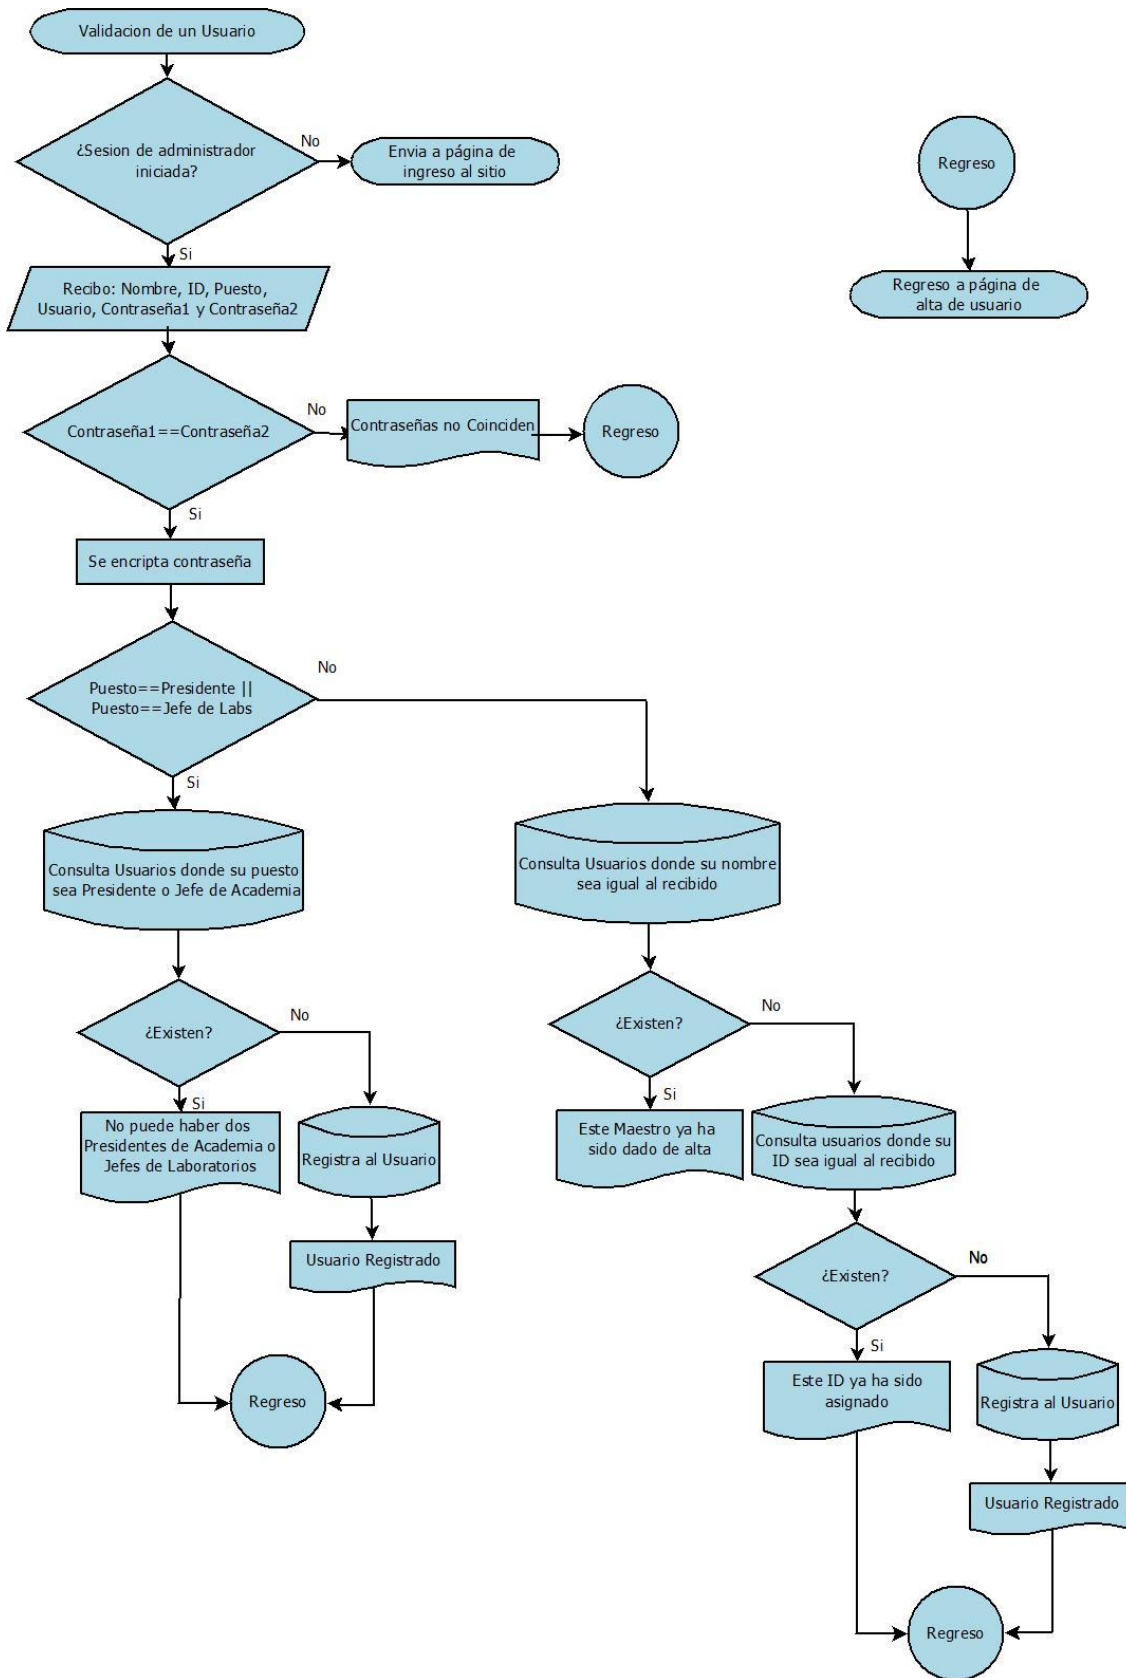 Validacion de un Usuario
¿Sesion de administrador
iniciada?
No
Envia a página de
ingreso al sitio
Regreso
Si
Regreso a página de
alta de usuario
Recibo: Nombre, ID, Puesto,
Usuario, Contraseña1 y Contraseña2
Contraseña1==Contraseña2
No
Contraseñas no Coinciden
Regreso
Si
Se encripta contraseña
Puesto==Presidente ||
Puesto==Jefe de Labs
No
Si
Consulta Usuarios donde su puesto
sea Presidente o Jefe de Academia
Consulta Usuarios donde su nombre
sea igual al recibido
¿Existen?
No
¿Existen?
No
Si
No puede haber dos
Presidentes de Academia o
Jefes de Laboratorios
Registra al Usuario
Si
Este Maestro ya ha
sido dado de alta
Consulta usuarios donde su
ID sea igual al recibido
Usuario Registrado
¿Existen?
No
Si
Regreso
Este ID ya ha sido
asignado
Registra al Usuario
Usuario Registrado
Regreso